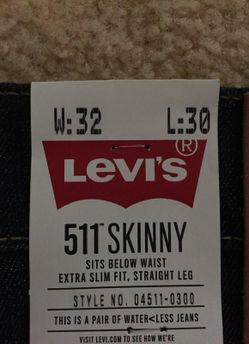 W:32 L:30
LEVI'S®
511™ SKINNY
SITS BELOW WAIST
EXTRA SLIM FIT, STRAIGHT LEG
STYLE NO. 04511-0300
THIS IS A PAIR OF WATER<LESS JEANS
VISIT LEVI.COM TO SEE HOW WE'RE